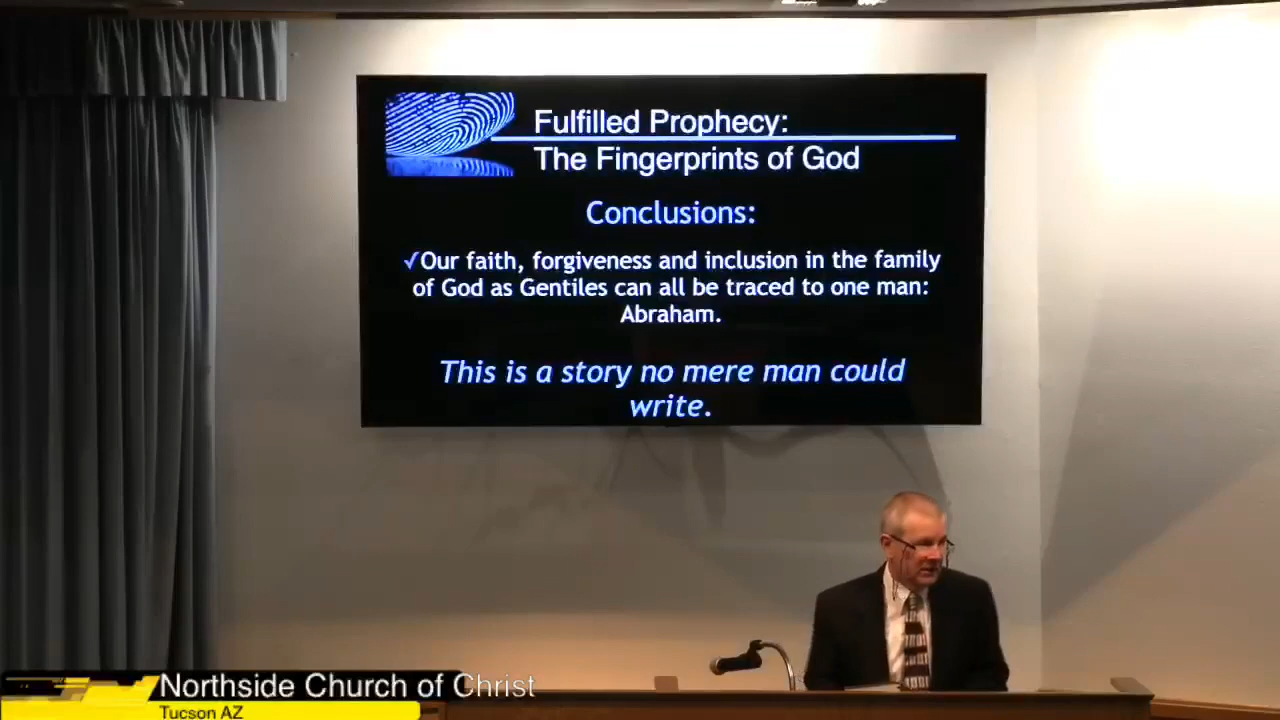 Fulfilled Prophecy:
The Fingerprints of God
Conclusions:
✓Our faith, forgiveness and inclusion in the family
of God as Gentiles can all be traced to one man:
Abraham.
This is a story no mere man could
write.
Northside Church of Christ
Tucson AZ